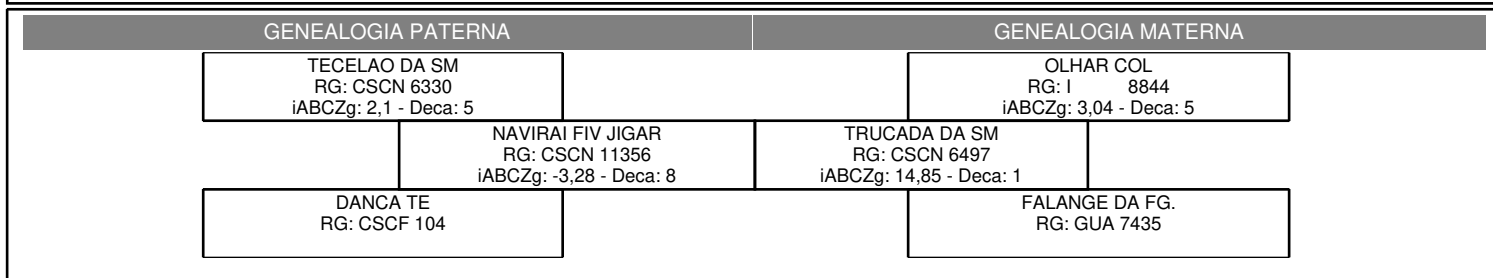 GENEALOGIA PATERNA
GENEALOGIA MATERNA
TECELAO DA SM
RG: CSCN 6330
iABCZg: 2,1 - Deca: 5
OLHAR COL
RG: I 8844
iABCZg: 3,04 - Deca: 5
NAVIRAI FIV JIGAR
RG: CSCN 11356
iABCZg: -3,28 - Deca: 8
TRUCADA DA SM
RG: CSCN 6497
iABCZg: 14,85 - Deca: 1
DANCA TE
RG: CSCF 104
FALANGE DA FG.
RG: GUA 7435